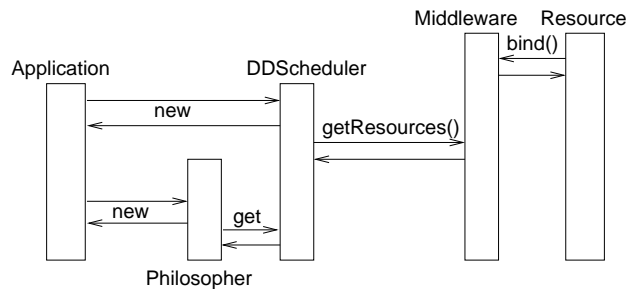 Middleware Resource
bind()
Application DDScheduler
new
getResources()
new
get
Philosopher